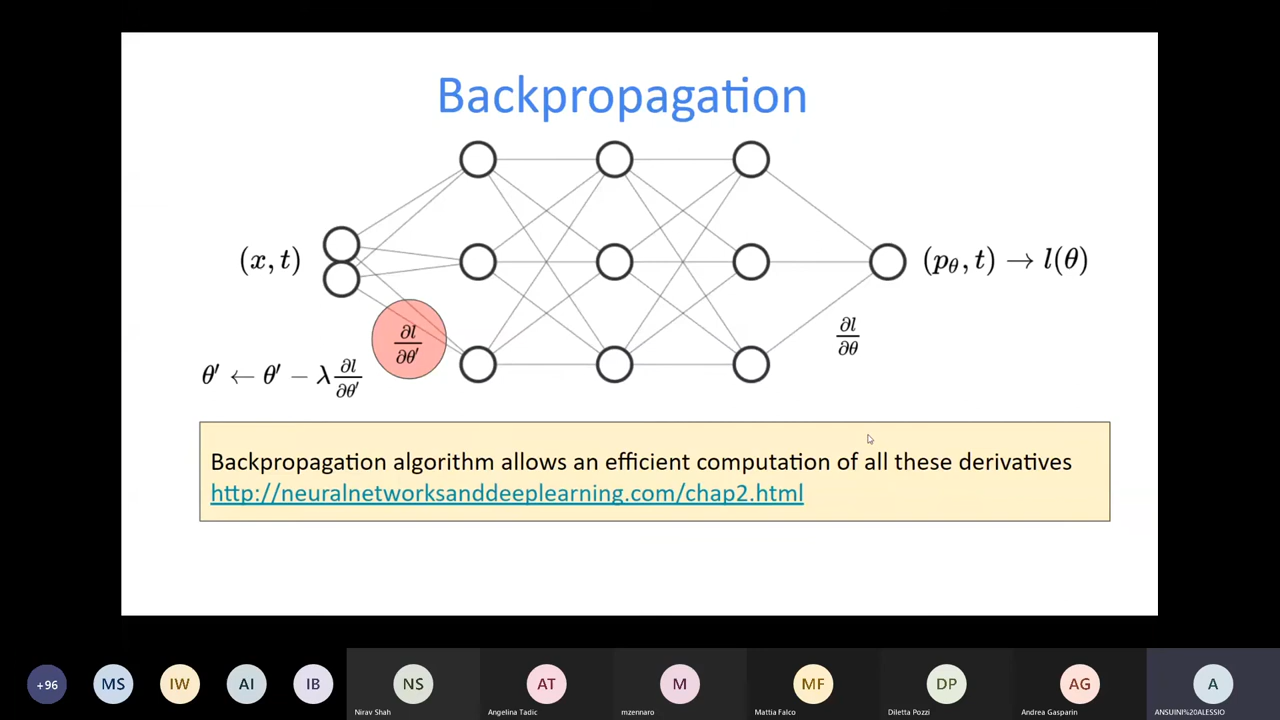 Backpropagation
(x, t)
(pθ, t) → l(θ)
∂l
∂θ′
∂l
∂θ
θ′ ← θ′ − λ ∂l/∂θ′
Backpropagation algorithm allows an efficient computation of all these derivatives
http://neuralnetworksanddeeplearning.com/chap2.html
+96
MS
IW
AI
IB
NS
AT
M
MF
DP
AG
A
Nirav Shah
Angelina Tadic
mzennaro
Mattia Falco
Diletta Pozzi
Andrea Gasparin
ANSUINI%20ALESSIO